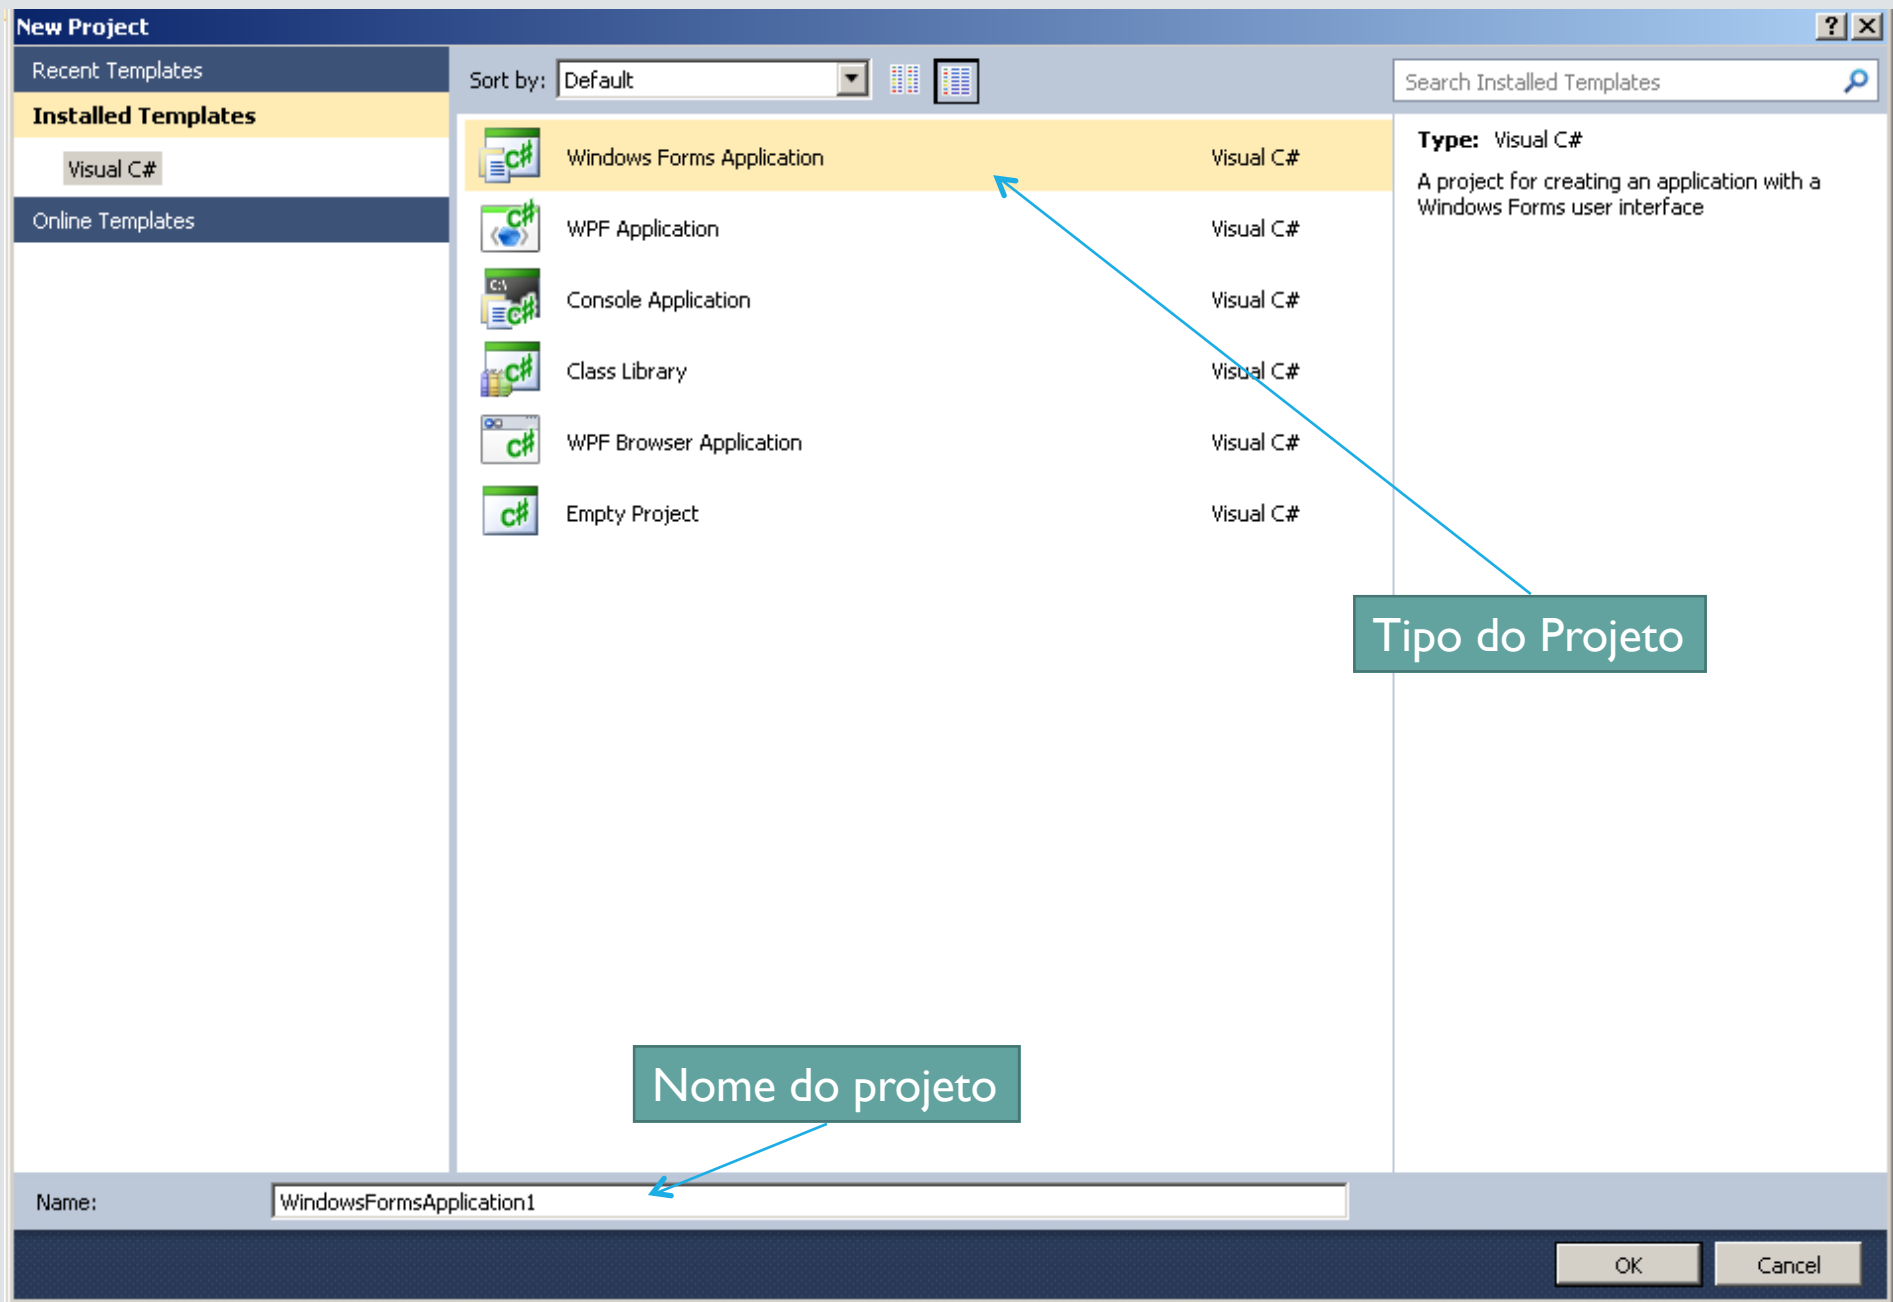 New Project
Recent Templates
Installed Templates
Visual C#
Online Templates
Sort by: Default
Search Installed Templates
Windows Forms Application Visual C#
WPF Application Visual C#
Console Application Visual C#
Class Library Visual C#
WPF Browser Application Visual C#
Empty Project Visual C#
Type: Visual C#
A project for creating an application with a
Windows Forms user interface
Tipo do Projeto
Nome do projeto
Name: WindowsFormsApplication1
OK Cancel